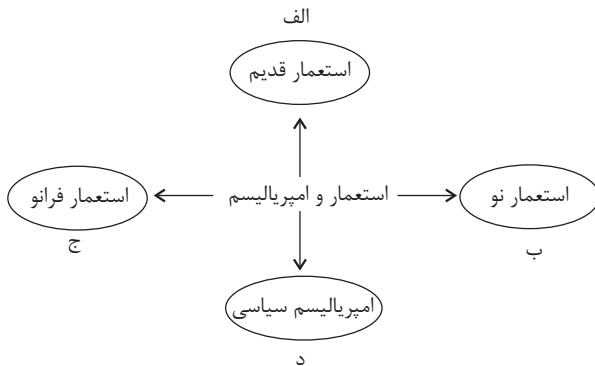 الف
استعمار قدیم
استعمار نو
استعمار و امپریالیسم
استعمار فرانو
ب
ج
امپریالیسم سیاسی
د